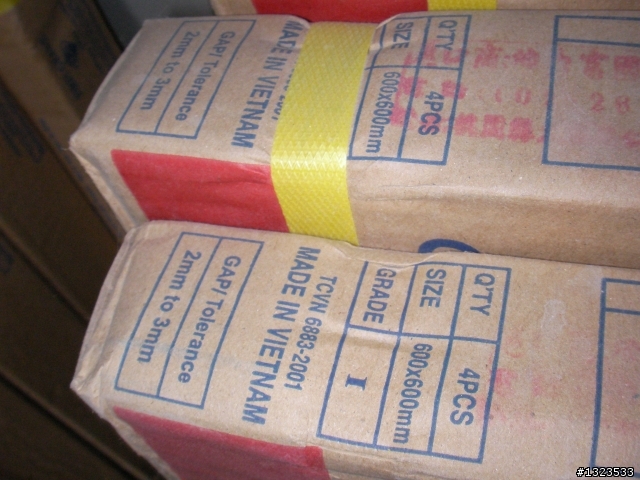 QTY 4PCS
SIZE 600x600mm
MADE IN VIETNAM
GAP/Tolerance
2mm to 3mm
28
QTY 4PCS
SIZE 600x600mm
GRADE I
TCVN 6883-2001
MADE IN VIETNAM
GAP/Tolerance
2mm to 3mm
#1323533